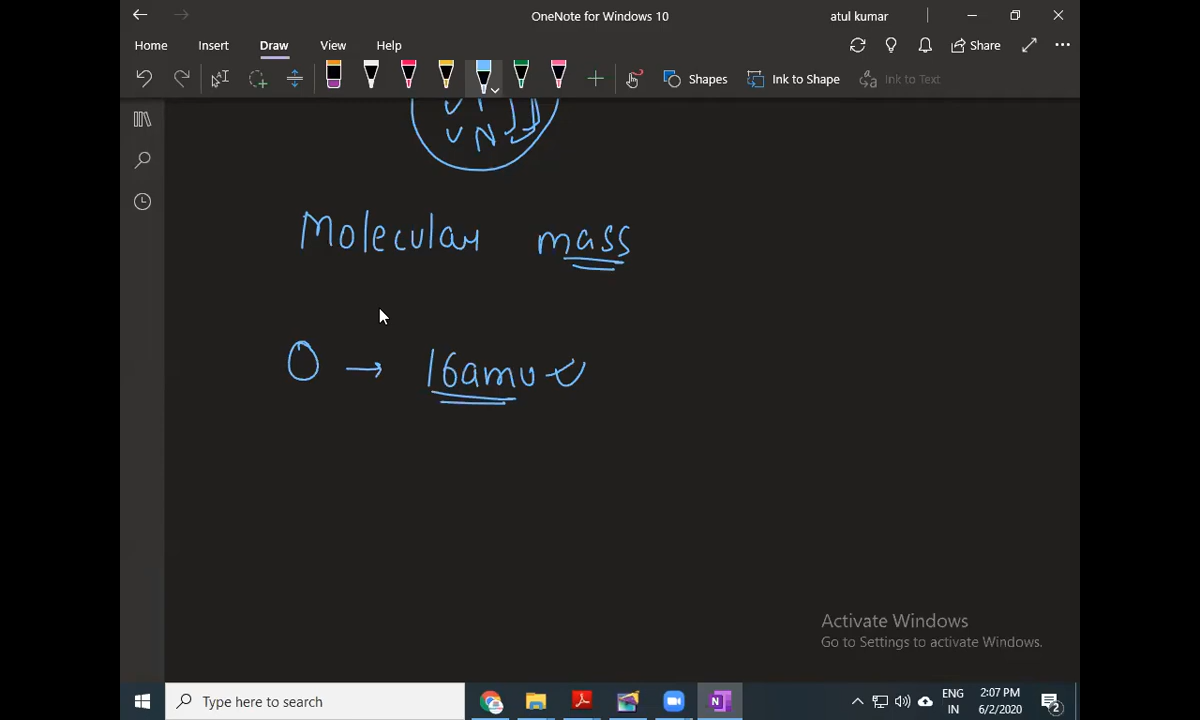 OneNote for Windows 10
atul kumar
Home Insert Draw View Help
Share
Shapes Ink to Shape Ink to Text
N
Molecular mass
O → 16amu
Activate Windows
Go to Settings to activate Windows.
Type here to search
ENG
IN
2:07 PM
6/2/2020
2